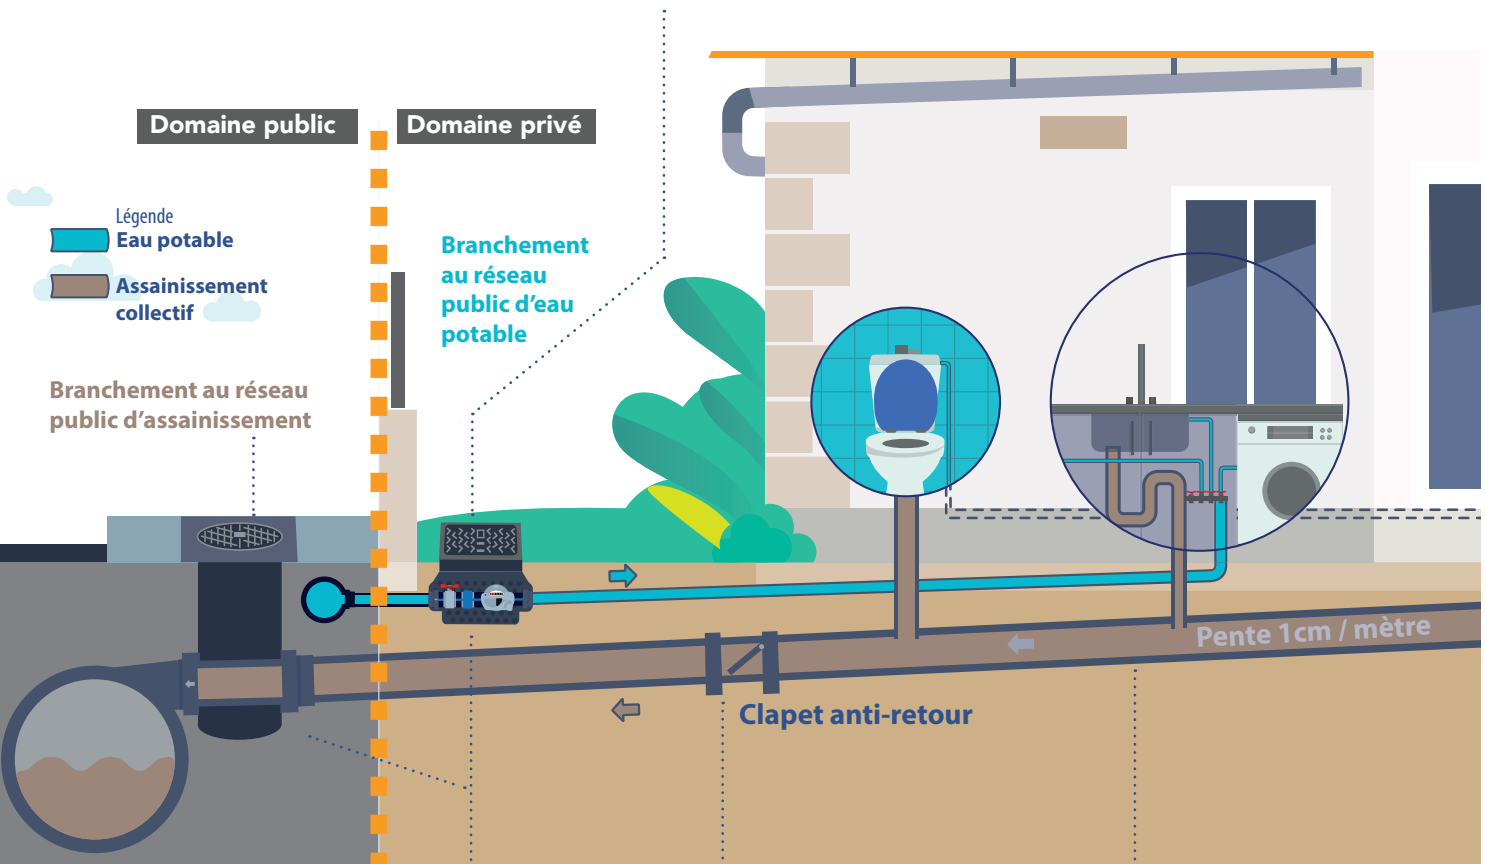 Domaine public
Domaine privé
Légende
Eau potable
Assainissement
collectif
Branchement
au réseau
public d’eau
potable
Branchement au réseau
public d’assainissement
Pente 1cm / mètre
Clapet anti-retour